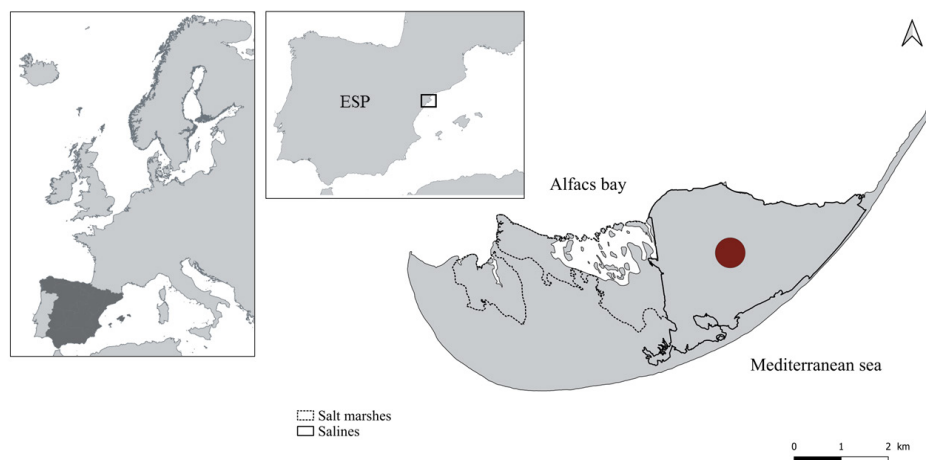 ESP
Alfacs bay
Mediterranean sea
Salt marshes
Salines
0 1 2 km